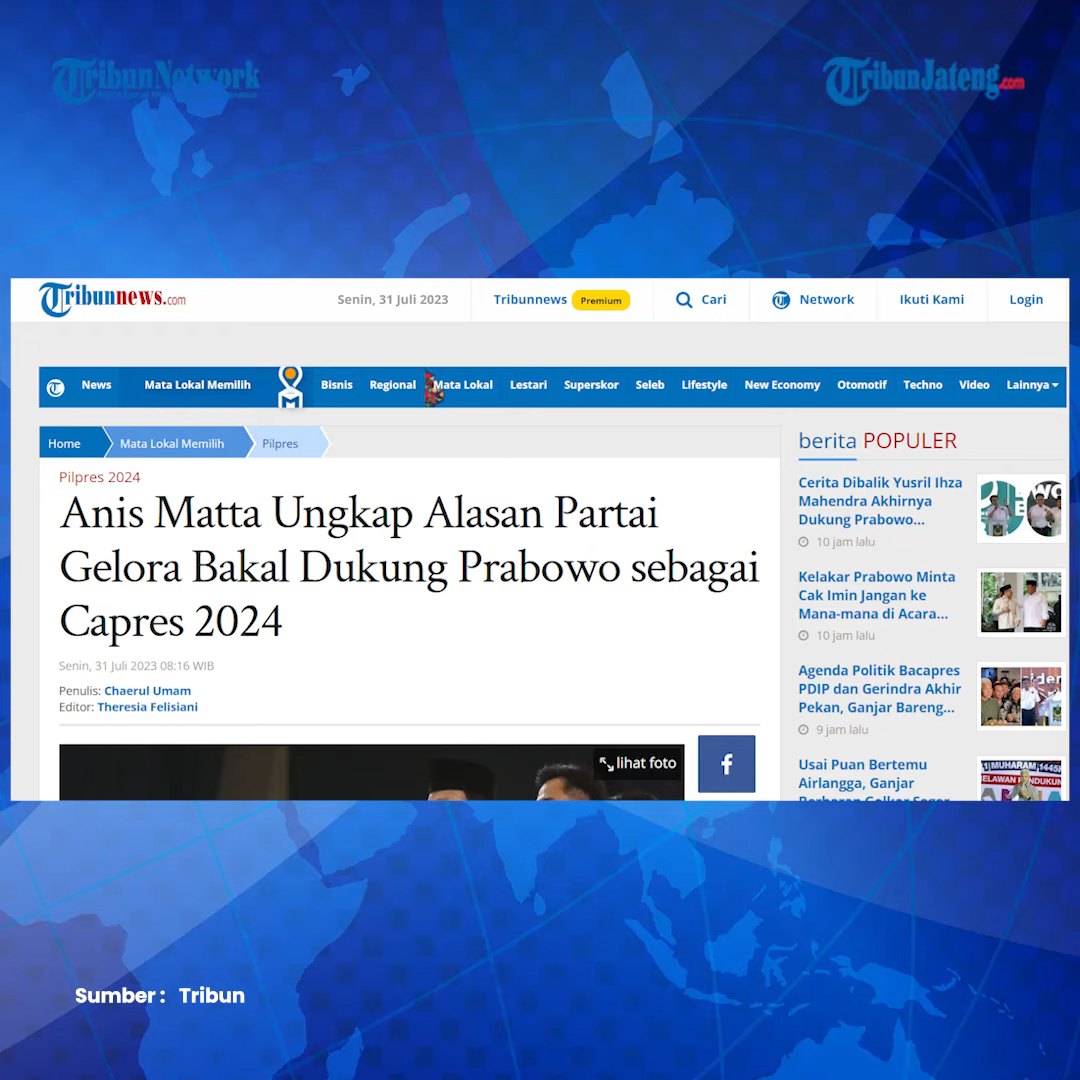 TribunNetwork
TribunJateng.com
Tribunnews.com
Senin, 31 Juli 2023
Tribunnews Premium
Cari
Network
Ikuti Kami
Login
News
Mata Lokal Memilih
Bisnis
Regional
Mata Lokal
Lestari
Superskor
Seleb
Lifestyle
New Economy
Otomotif
Techno
Video
Lainnya
Home
Mata Lokal Memilih
Pilpres
Pilpres 2024
Anis Matta Ungkap Alasan Partai
Gelora Bakal Dukung Prabowo sebagai
Capres 2024
Senin, 31 Juli 2023 08:16 WIB
Penulis: Chaerul Umam
Editor: Theresia Felisiani
lihat foto
f
berita POPULER
Cerita Dibalik Yusril Ihza
Mahendra Akhirnya
Dukung Prabowo...
10 jam lalu
Kelakar Prabowo Minta
Cak Imin Jangan ke
Mana-mana di Acara...
10 jam lalu
Agenda Politik Bacapres
PDIP dan Gerindra Akhir
Pekan, Ganjar Bareng...
9 jam lalu
Usai Puan Bertemu
Airlangga, Ganjar
Berharap Golkar Segera
1 MUHARAM 1445
Sumber : Tribun